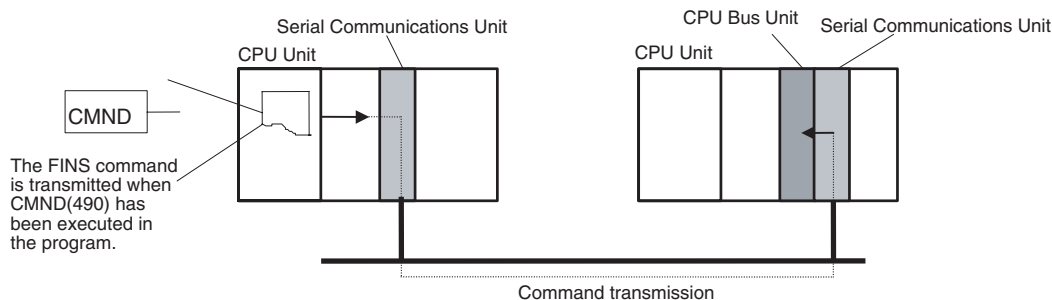 Serial Communications Unit
CPU Unit
CMND
The FINS command
is transmitted when
CMND(490) has
been executed in
the program.
CPU Bus Unit
Serial Communications Unit
CPU Unit
Command transmission